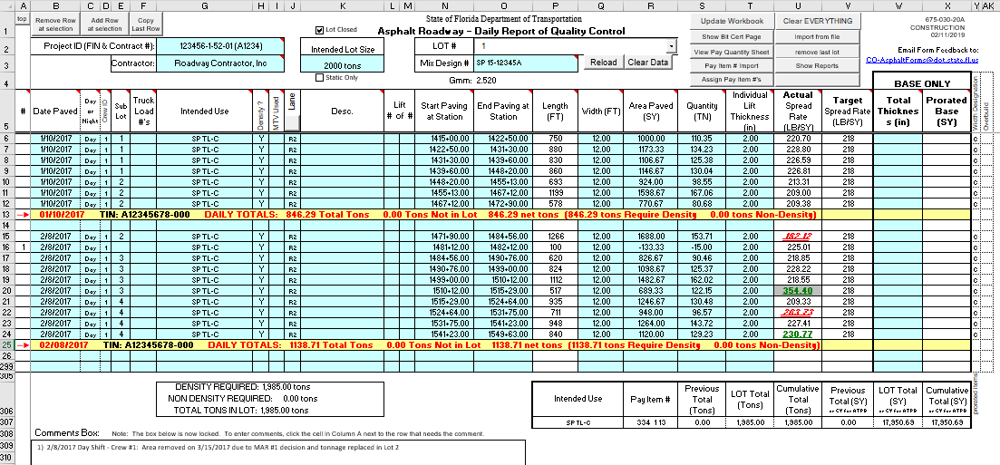 K L M N O P Q R S T U V W X Y AK
A B C D E F G H I J
top
Remove Row at selection
Add Row at selection
Copy Last Row
Lot Closed
State of Florida Department of Transportation
Asphalt Roadway - Daily Report of Quality Control
Update Workbook
Clear EVERYTHING
675-030-20A
CONSTRUCTION
02/11/2019
Show Bit Cert Page
Import from file
Project ID (FIN & Contract #): 123456-1-52-01 (A1234)
Intended Lot Size
LOT # 1
View Pay Quantity Sheet
remove last lot
Email Form Feedback to:
CO-AsphaltForms@dot.state.fl.us
Contractor: Roadway Contractor, Inc
2000 tons
Mix Design # SP 15-12345A
Reload
Clear Data
Pay Item # Import
Show Reports
Static Only
Gmm: 2.520
Assign Pay Item #'s
BASE ONLY
# Date Paved Day or Night Crew ID Sub Lot Truck Load #'s Intended Use Density ? MTV Used Lane Desc. Lift # of # Start Paving at Station End Paving at Station Length (FT) Width (FT) Area Paved (SY) Quantity (TN) Individual Lift Thickness (in) Actual Spread Rate (LB/SY) Target Spread Rate (LB/SY) Total Thicknes s (in) Prorated Base (SY) Width Designation Overbuild
6 1/10/2017 Day 1 1 SP TL-C Y R2 1415+00.00 1422+50.00 750 12.00 1000.00 110.35 2.00 220.70 218 c
7 1/10/2017 Day 1 1 SP TL-C Y R2 1422+50.00 1431+30.00 880 12.00 1173.33 134.23 2.00 228.80 218 c
8 1/10/2017 Day 1 1 SP TL-C Y R2 1431+30.00 1439+60.00 830 12.00 1106.67 125.38 2.00 226.59 218 c
9 1/10/2017 Day 1 1 SP TL-C Y R2 1439+60.00 1448+20.00 860 12.00 1146.67 130.04 2.00 226.81 218 c
10 1/10/2017 Day 1 2 SP TL-C Y R2 1448+20.00 1455+13.00 693 12.00 924.00 98.55 2.00 213.31 218 c
11 1/10/2017 Day 1 2 SP TL-C Y R2 1455+13.00 1467+12.00 1199 12.00 1598.67 167.06 2.00 209.00 218 c
12 1/10/2017 Day 1 2 SP TL-C Y R2 1467+12.00 1472+90.00 578 12.00 770.67 80.68 2.00 209.38 218 c
13 01/10/2017 TIN: A12345678-000 DAILY TOTALS: 846.29 Total Tons 0.00 Tons Not in Lot 846.29 net tons (846.29 tons Require Density 0.00 tons Non-Density)
15 2/8/2017 Day 1 2 SP TL-C Y R2 1471+90.00 1484+56.00 1266 12.00 1688.00 153.71 2.00 182.12 218 c
16 1 2/8/2017 Day 1 SP TL-C Y R2 1481+12.00 1482+12.00 100 12.00 -133.33 -15.00 2.00 225.01 218 c
17 2/8/2017 Day 1 3 SP TL-C Y R2 1484+56.00 1490+76.00 620 12.00 826.67 90.46 2.00 218.85 218 c
18 2/8/2017 Day 1 3 SP TL-C Y R2 1490+76.00 1499+00.00 824 12.00 1098.67 125.37 2.00 228.22 218 c
19 2/8/2017 Day 1 3 SP TL-C Y R2 1499+00.00 1510+12.00 1112 12.00 1482.67 162.02 2.00 218.55 218 c
20 2/8/2017 Day 1 3 SP TL-C Y R2 1510+12.00 1515+29.00 517 12.00 689.33 122.15 2.00 354.40 218 c
21 2/8/2017 Day 1 4 SP TL-C Y R2 1515+29.00 1524+64.00 935 12.00 1246.67 130.48 2.00 209.33 218 c
22 2/8/2017 Day 1 4 SP TL-C Y R2 1524+64.00 1531+75.00 711 12.00 948.00 96.57 2.00 203.73 218 c
23 2/8/2017 Day 1 4 SP TL-C Y R2 1531+75.00 1541+23.00 948 12.00 1264.00 143.72 2.00 227.41 218 c
24 2/8/2017 Day 1 4 SP TL-C Y R2 1541+23.00 1549+63.00 840 12.00 1120.00 129.23 2.00 230.77 218 c
25 02/08/2017 TIN: A12345678-000 DAILY TOTALS: 1138.71 Total Tons 0.00 Tons Not in Lot 1138.71 net tons (1138.71 tons Require Density 0.00 tons Non-Density)
26
299
305
DENSITY REQUIRED: 1,985.00 tons
NON DENSITY REQUIRED: 0.00 tons
TOTAL TONS IN LOT: 1,985.00 tons
306 Intended Use Pay Item # Previous Total (Tons) LOT Total (Tons) Cumulative Total (Tons) Previous Total (SY) or CY for ATPB LOT Total (SY) or CY for ATPB Cumulative Total (SY) or CY for ATPB prorated items
307 SP TL-C 334 113 0.00 1,985.00 1,985.00 0.00 17,950.69 17,950.69
308 Comments Box: Note: The box below is now locked. To enter comments, click the cell in Column A next to the row that needs the comment.
309 1) 2/8/2017 Day Shift - Crew #1: Area removed on 3/15/2017 due to MAR #1 decision and tonnage replaced in Lot 2
310